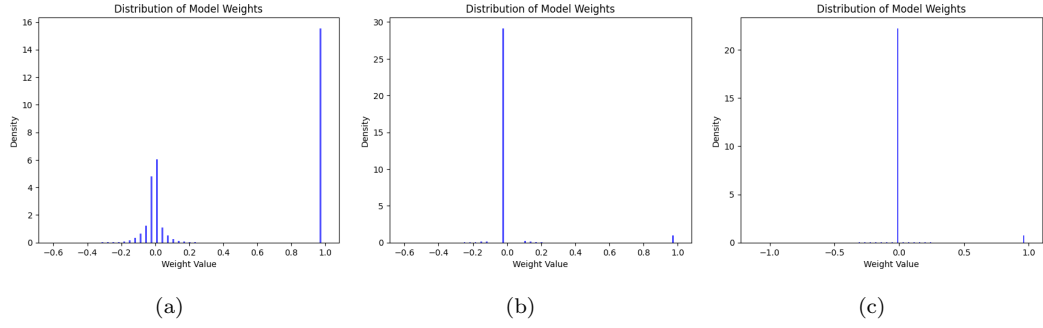 Distribution of Model Weights
16
14
12
10
8
6
4
2
0
Density
−0.6 −0.4 −0.2 0.0 0.2 0.4 0.6 0.8 1.0
Weight Value
(a)
Distribution of Model Weights
30
25
20
15
10
5
0
Density
−0.6 −0.4 −0.2 0.0 0.2 0.4 0.6 0.8 1.0
Weight Value
(b)
Distribution of Model Weights
20
15
10
5
0
Density
−1.0 −0.5 0.0 0.5 1.0
Weight Value
(c)